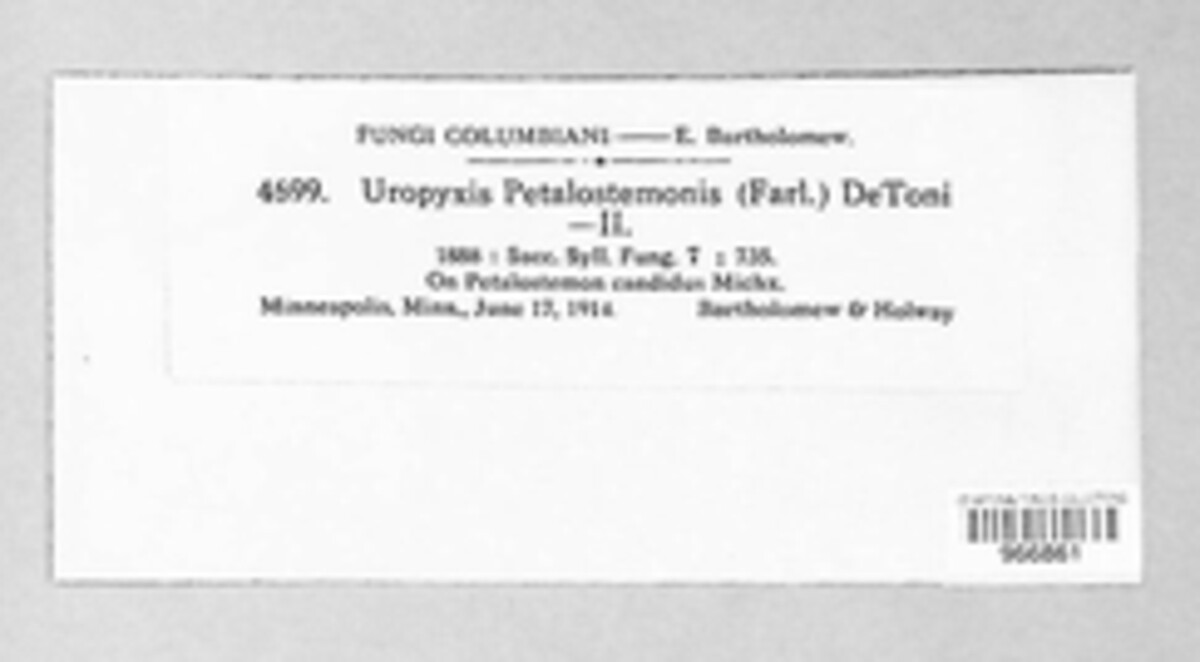 FUNGI COLUMBIANI — E. Bartholomew.
4599. Uropyxis Petalostemonis (Farl.) DeToni
—II.
1888 : Sacc. Syll. Fung. 7 : 735.
On Petalostemon candidus Michx.
Minneapolis, Minn., June 17, 1914. Bartholomew & Holway
966861